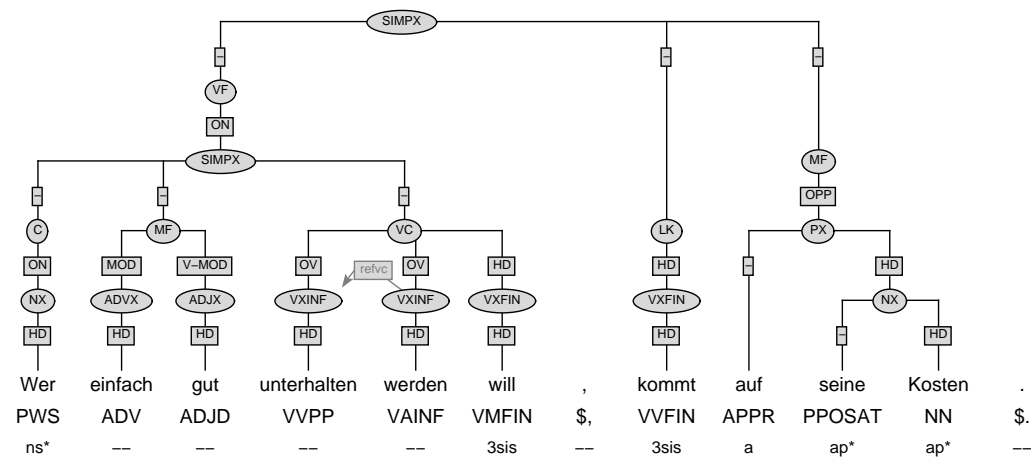 SIMPX
– – –
VF
ON
SIMPX MF
– – – OPP
C MF VC LK PX
ON MOD V–MOD OV refvc OV HD HD – HD
NX ADVX ADJX VXINF VXINF VXFIN VXFIN NX
HD HD HD HD HD HD HD – HD
Wer einfach gut unterhalten werden will , kommt auf seine Kosten .
PWS ADV ADJD VVPP VAINF VMFIN $, VVFIN APPR PPOSAT NN $.
ns* –– –– –– –– 3sis –– 3sis a ap* ap* ––